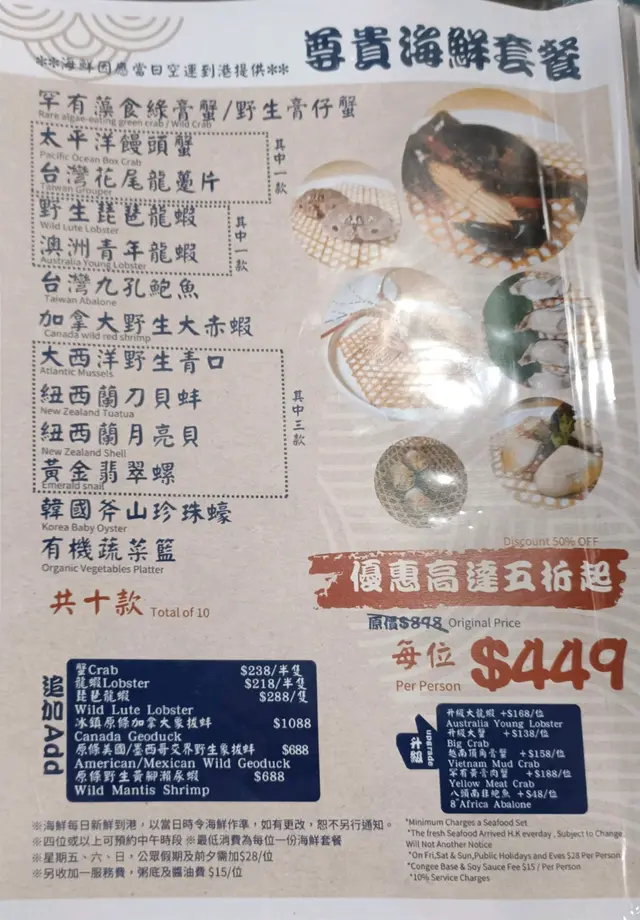 尊貴海鮮套餐
**海鮮因應當日空運到港提供**
罕有藻食綠膏蟹/野生膏仔蟹
Rare algae-eating green crab / Wild Crab
太平洋饅頭蟹
Pacific Ocean Box Crab
台灣花尾龍躉片
Taiwan Grouper
其中一款
野生琵琶龍蝦
Wild Lute Lobster
澳洲青年龍蝦
Australia Young Lobster
其中一款
台灣九孔鮑魚
Taiwan Abalone
加拿大野生大赤蝦
Canada wild red shrimp
大西洋野生青口
Atlantic Mussels
紐西蘭刀貝蚌
New Zealand Tuatua
紐西蘭月亮貝
New Zealand Shell
黃金翡翠螺
Emerald snail
其中三款
韓國斧山珍珠蠔
Korea Baby Oyster
有機蔬菜籃
Organic Vegetables Platter
共十款 Total of 10
Discount 50% OFF
優惠高達五折起
原價$848 Original Price
每位 $449
Per Person
追加Add
蟹Crab $238/半隻
龍蝦Lobster $218/半隻
琵琶龍蝦 $288/隻
Wild Lute Lobster
冰鎮原條加拿大象拔蚌 $1088
Canada Geoduck
原條美國/墨西哥交界野生象拔蚌 $688
American/Mexican Wild Geoduck
原條野生黃腳瀨尿蝦 $688
Wild Mantis Shrimp
升級 upgrade
升級大龍蝦 +$168/位
Australia Young Lobster
升級大蟹 +$138/位
Big Crab
越南頂角膏蟹 +$158/位
Vietnam Mud Crab
罕有黃膏肉蟹 +$188/位
Yellow Meat Crab
八頭南非鮑魚 +$48/位
8"Africa Abalone
※海鮮每日新鮮到港，以當日時令海鮮作準，如有更改，恕不另行通知。
※四位或以上可預約中午時段 ※最低消費為每位一份海鮮套餐
※星期五、六、日，公眾假期及前夕需加$28/位
※另收加一服務費，粥底及醬油費 $15/位
*Minimum Charges a Seafood Set
*The fresh Seafood Arrived H.K everday , Subject to Change
Will Not Another Notice
*On Fri,Sat & Sun,Public Holidays and Eves $28 Per Person
*Congee Base & Soy Sauce Fee $15 / Per Person
*10% Service Charges